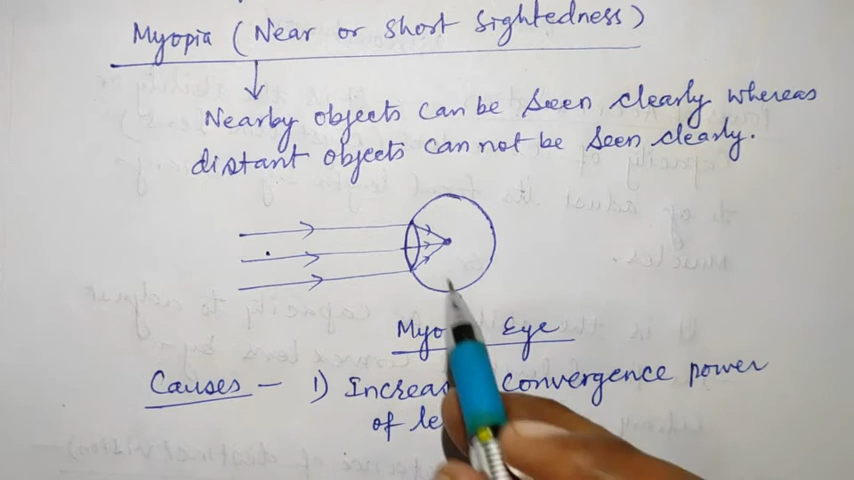 Myopia (Near or short sightedness)
Nearby objects can be seen clearly whereas
distant objects can not be seen clearly.
Eye
Causes - 1) convergence power
of